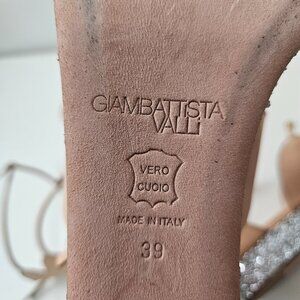 GIAMBATTISTA
VALLi
VERO
CUOIO
MADE IN ITALY
39